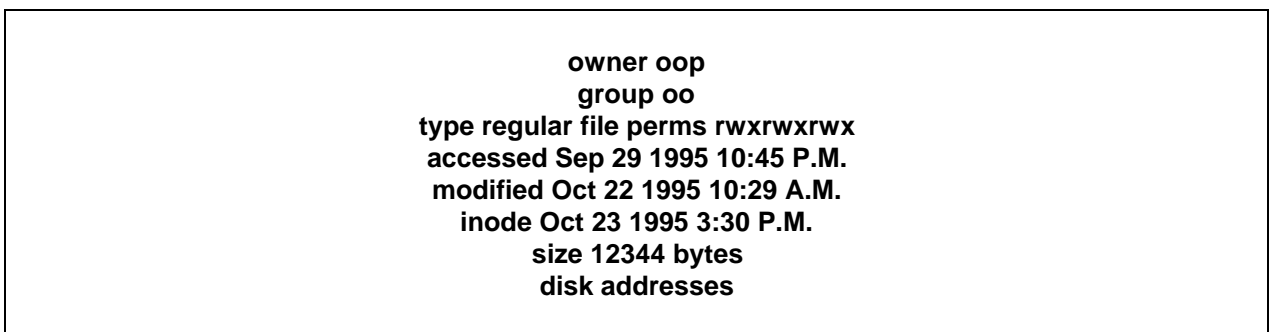 owner oop
group oo
type regular file perms rwxrwxrwx
accessed Sep 29 1995 10:45 P.M.
modified Oct 22 1995 10:29 A.M.
inode Oct 23 1995 3:30 P.M.
size 12344 bytes
disk addresses